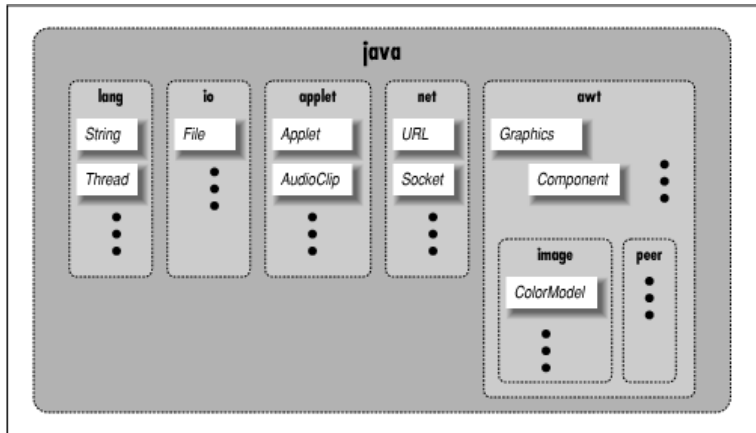 java
lang
String
Thread
io
File
applet
Applet
AudioClip
net
URL
Socket
awt
Graphics
Component
image
ColorModel
peer